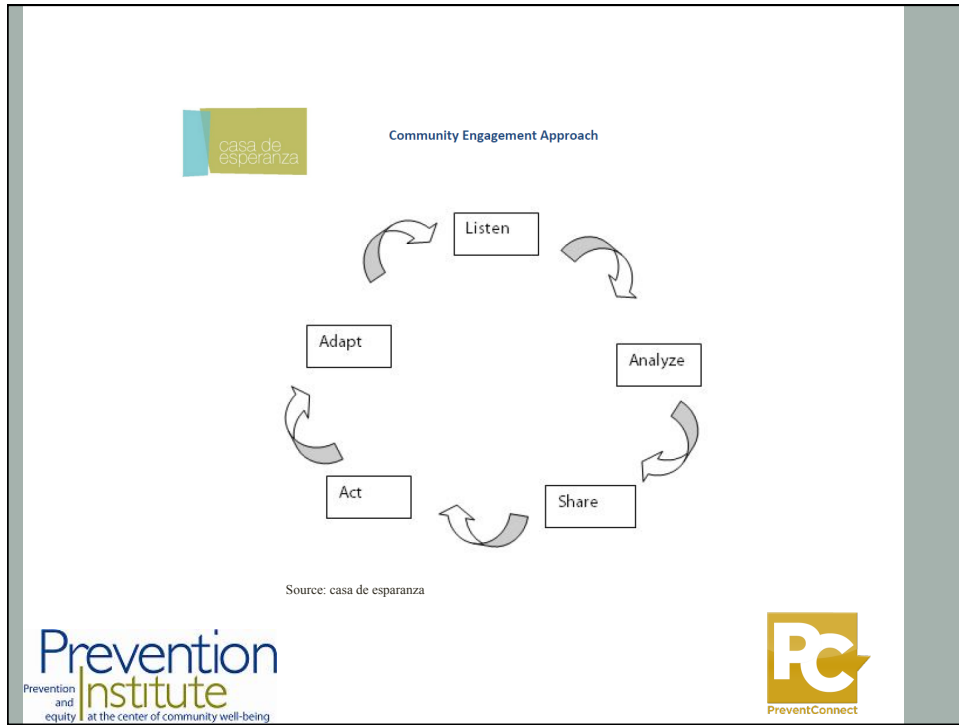 casa de
esperanza
Community Engagement Approach
Listen
Adapt
Analyze
Act
Share
Source: casa de esparanza
Prevention
Institute
Prevention
and
equity
at the center of community well-being
PC
PreventConnect